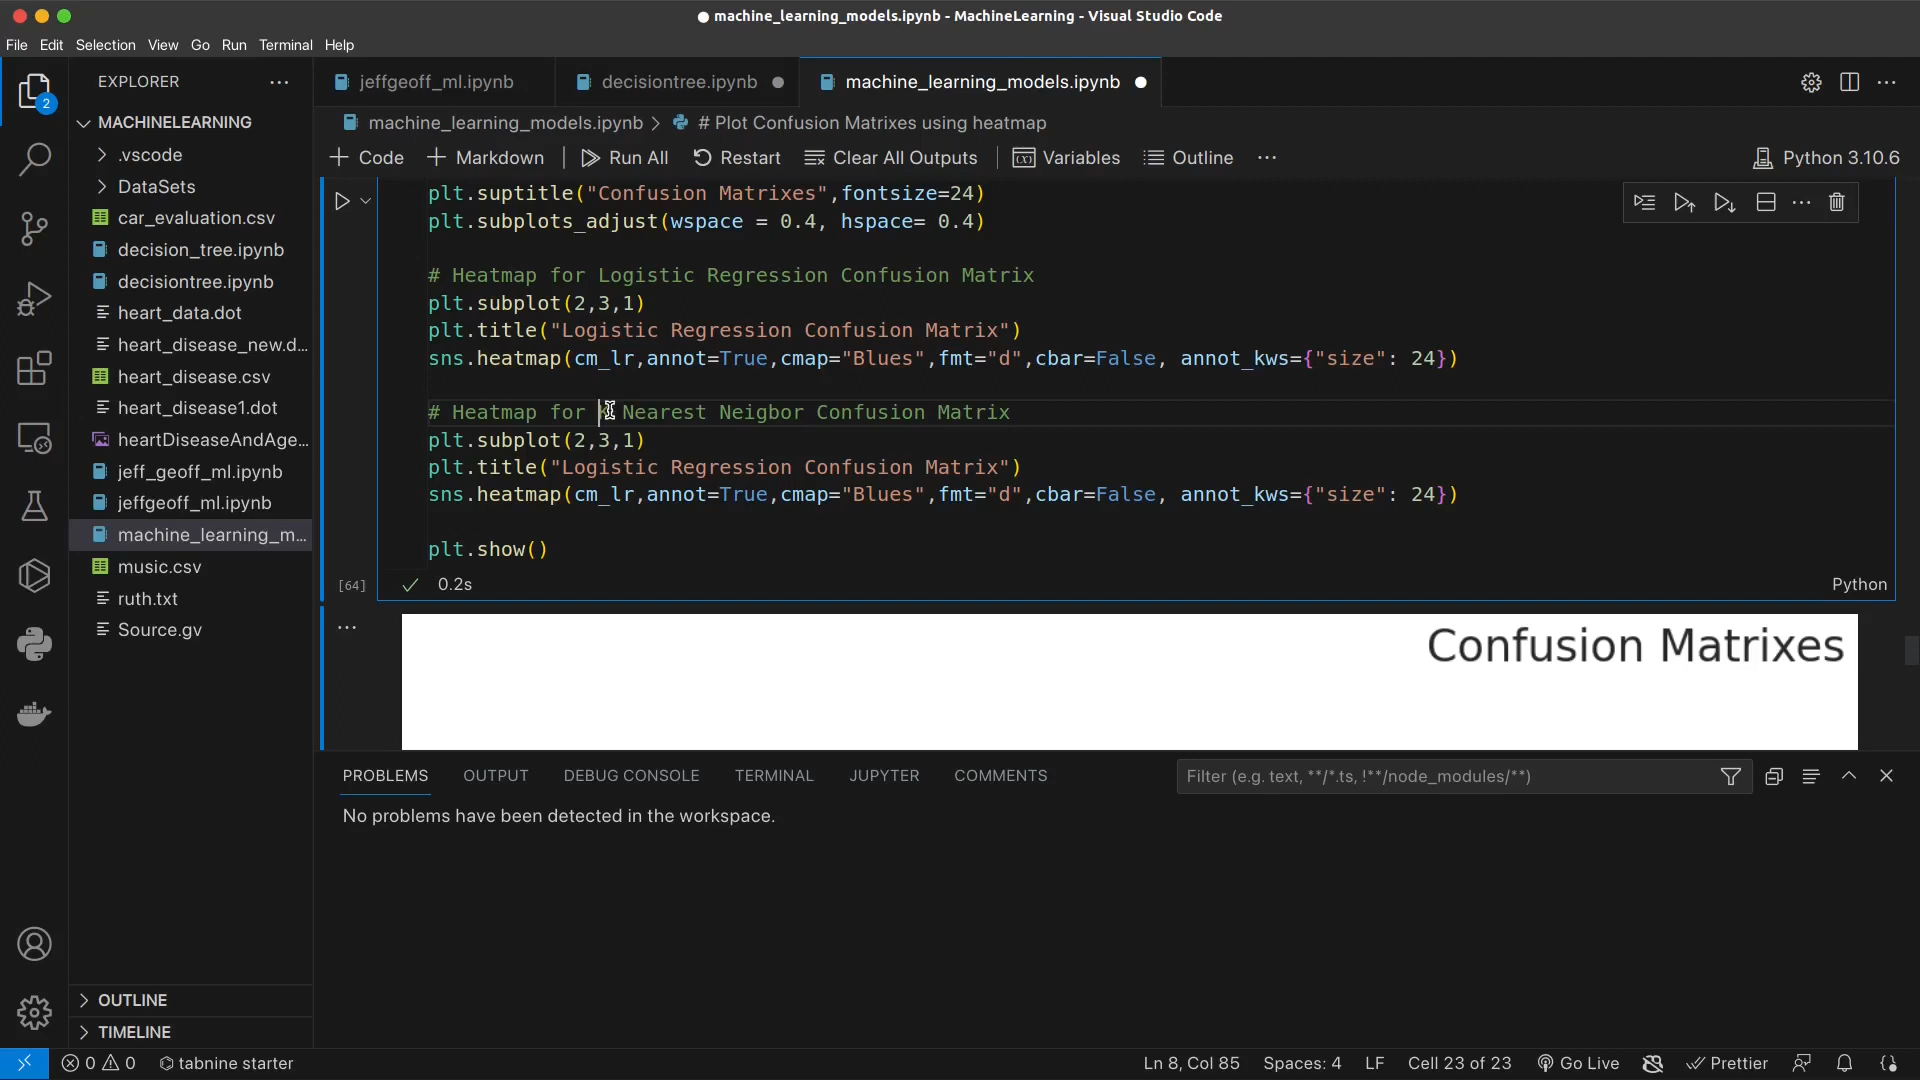 machine_learning_models.ipynb - MachineLearning - Visual Studio Code
File Edit Selection View Go Run Terminal Help
EXPLORER
jeffgeoff_ml.ipynb
decisiontree.ipynb
machine_learning_models.ipynb
2
MACHINELEARNING
.vscode
DataSets
car_evaluation.csv
decision_tree.ipynb
decisiontree.ipynb
heart_data.dot
heart_disease_new.d...
heart_disease.csv
heart_disease1.dot
heartDiseaseAndAge...
jeff_geoff_ml.ipynb
jeffgeoff_ml.ipynb
machine_learning_m...
music.csv
ruth.txt
Source.gv
OUTLINE
TIMELINE
machine_learning_models.ipynb > # Plot Confusion Matrixes using heatmap
+ Code + Markdown Run All Restart Clear All Outputs (x) Variables Outline ... Python 3.10.6
plt.suptitle("Confusion Matrixes",fontsize=24)
plt.subplots_adjust(wspace = 0.4, hspace= 0.4)
# Heatmap for Logistic Regression Confusion Matrix
plt.subplot(2,3,1)
plt.title("Logistic Regression Confusion Matrix")
sns.heatmap(cm_lr,annot=True,cmap="Blues",fmt="d",cbar=False, annot_kws={"size": 24})
# Heatmap for K Nearest Neigbor Confusion Matrix
plt.subplot(2,3,1)
plt.title("Logistic Regression Confusion Matrix")
sns.heatmap(cm_lr,annot=True,cmap="Blues",fmt="d",cbar=False, annot_kws={"size": 24})
plt.show()
[64] 0.2s Python
Confusion Matrixes
PROBLEMS OUTPUT DEBUG CONSOLE TERMINAL JUPYTER COMMENTS Filter (e.g. text, **/*.ts, !**/node_modules/**)
No problems have been detected in the workspace.
0 0 tabnine starter Ln 8, Col 85 Spaces: 4 LF Cell 23 of 23 Go Live Prettier